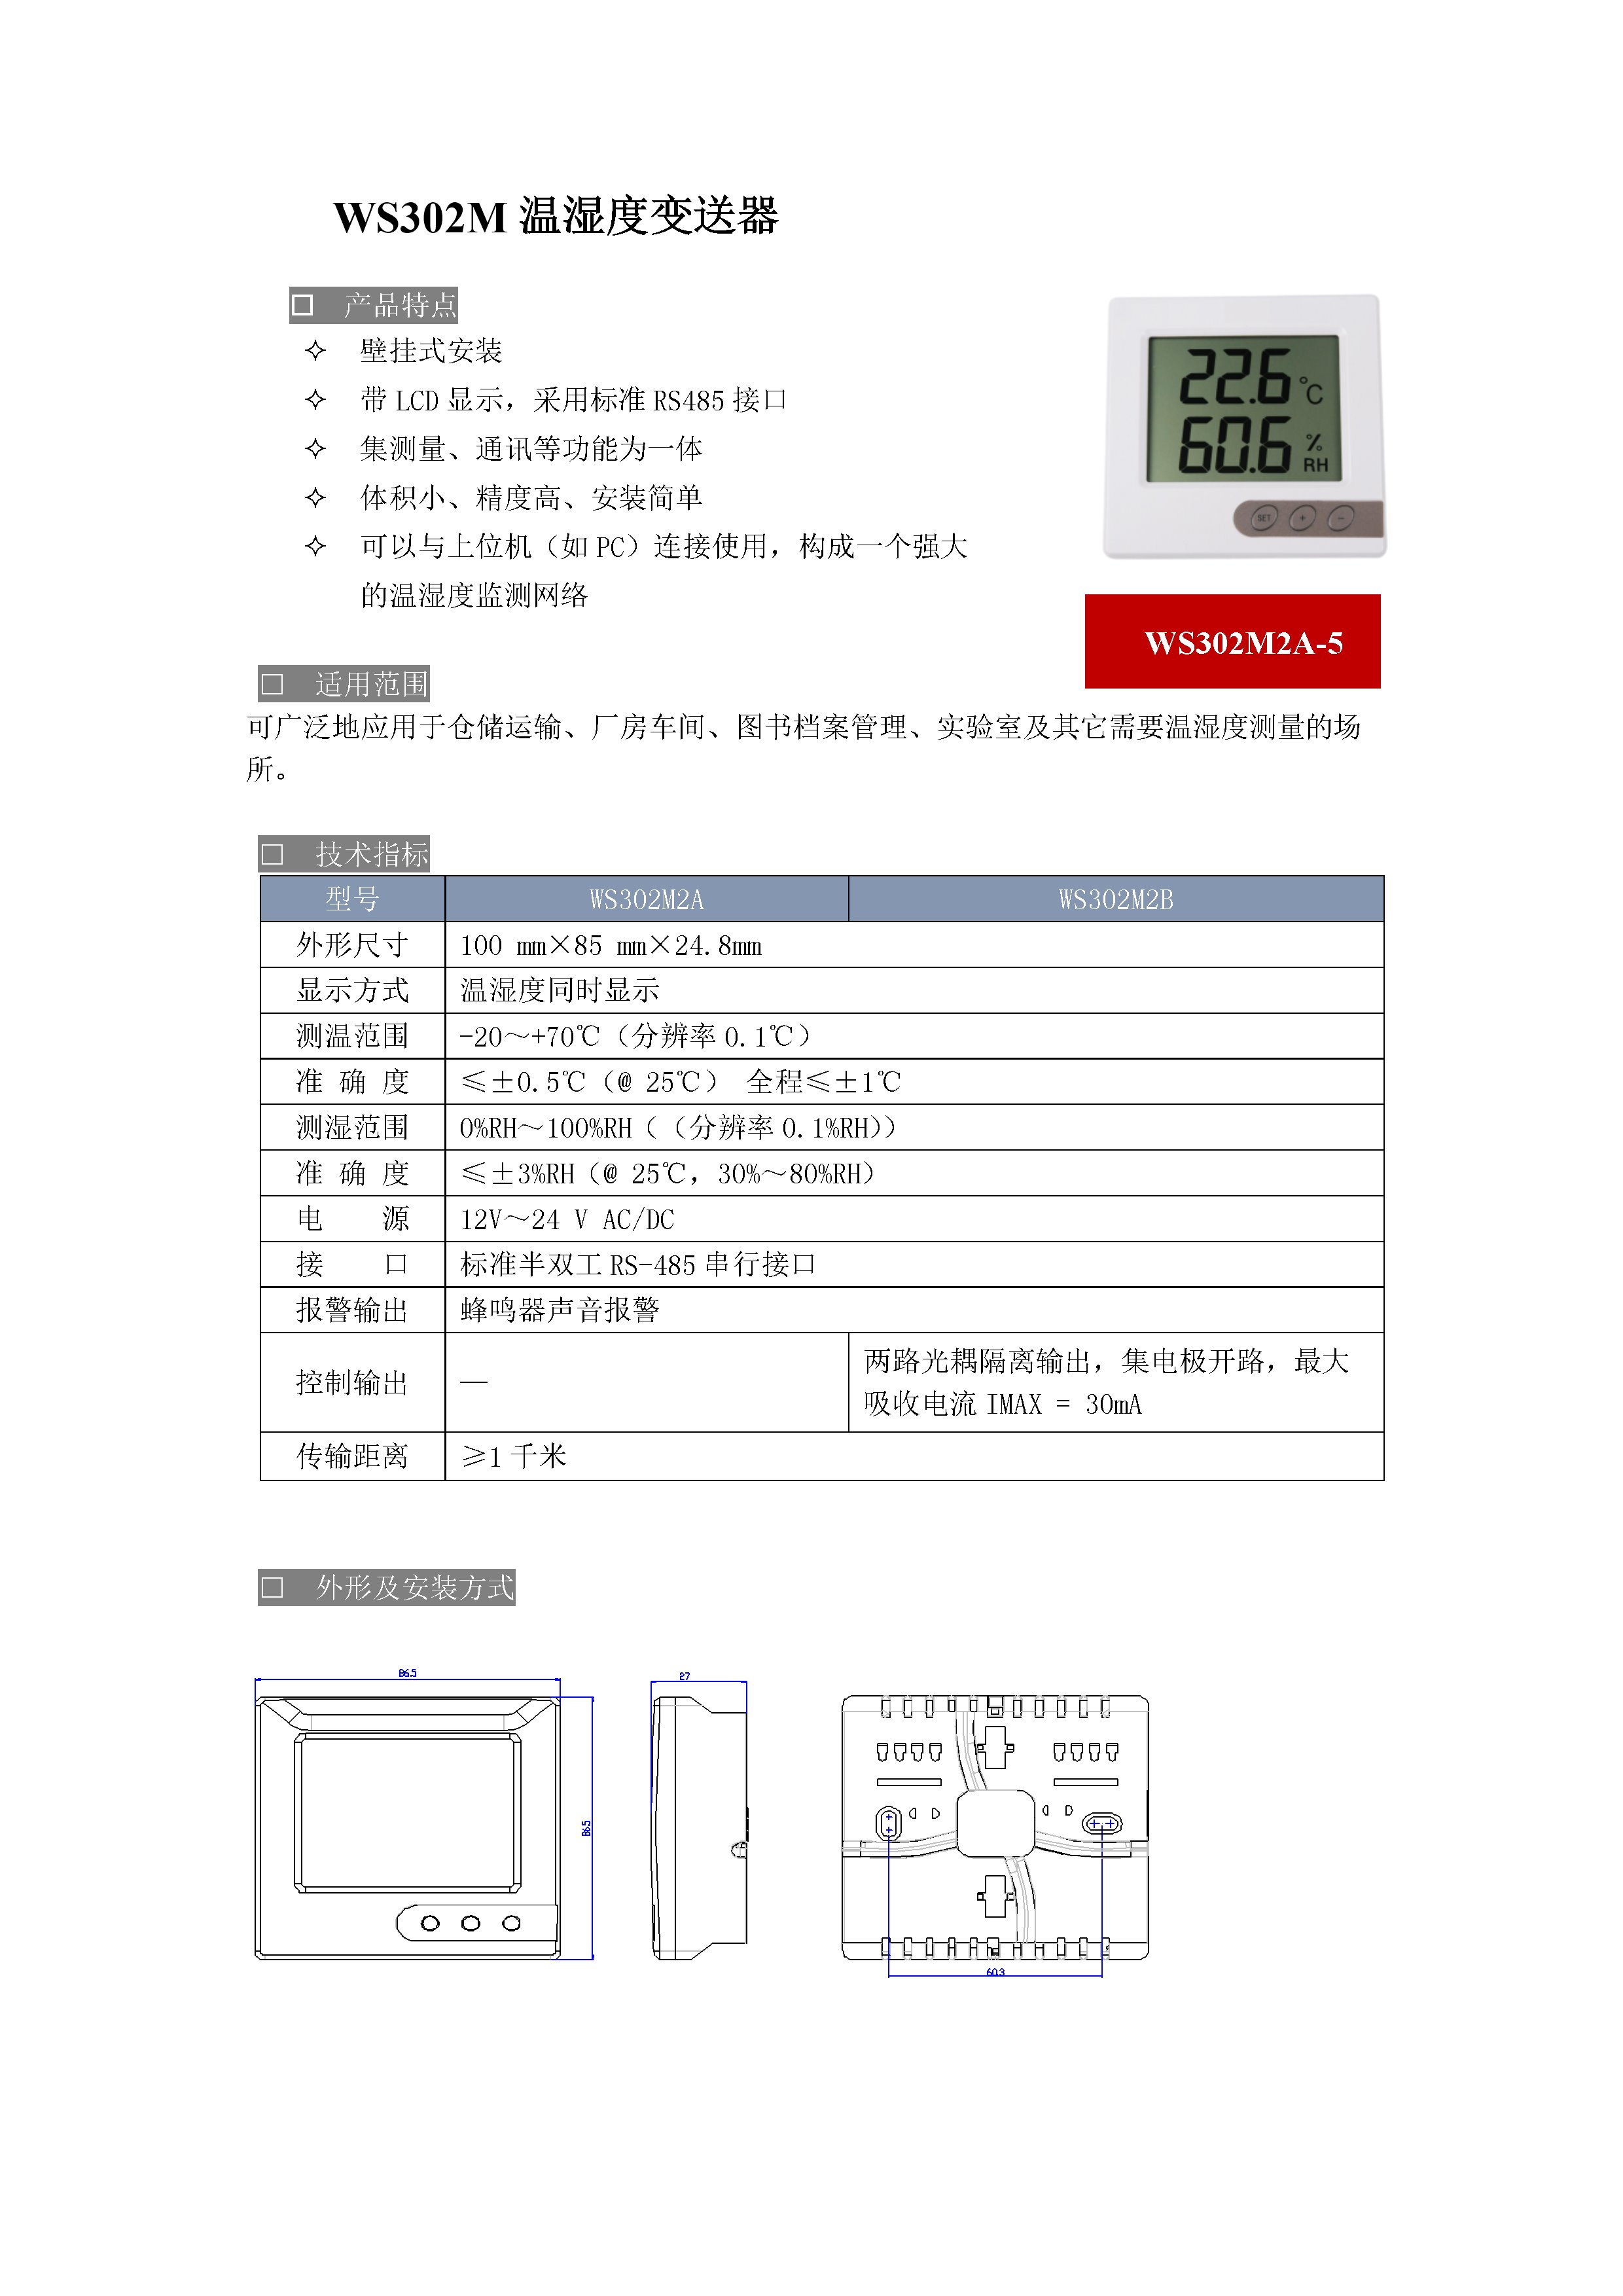 WS302M 温湿度变送器
□ 产品特点
✧ 壁挂式安装
✧ 带 LCD 显示，采用标准 RS485 接口
✧ 集测量、通讯等功能为一体
✧ 体积小、精度高、安装简单
✧ 可以与上位机（如 PC）连接使用，构成一个强大
的温湿度监测网络
22.6 ℃
60.6 % RH
SET + −
WS302M2A-5
□ 适用范围
可广泛地应用于仓储运输、厂房车间、图书档案管理、实验室及其它需要温湿度测量的场
所。
□ 技术指标
型号 WS302M2A WS302M2B
外形尺寸 100 mm×85 mm×24.8mm
显示方式 温湿度同时显示
测温范围 -20～+70℃（分辨率 0.1℃）
准 确 度 ≤±0.5℃（@ 25℃） 全程≤±1℃
测湿范围 0%RH～100%RH（（分辨率 0.1%RH））
准 确 度 ≤±3%RH（@ 25℃，30%～80%RH）
电 源 12V～24 V AC/DC
接 口 标准半双工 RS-485 串行接口
报警输出 蜂鸣器声音报警
控制输出 — 两路光耦隔离输出，集电极开路，最大
吸收电流 IMAX = 30mA
传输距离 ≥1 千米
□ 外形及安装方式
86.5
27
86.5
60.3